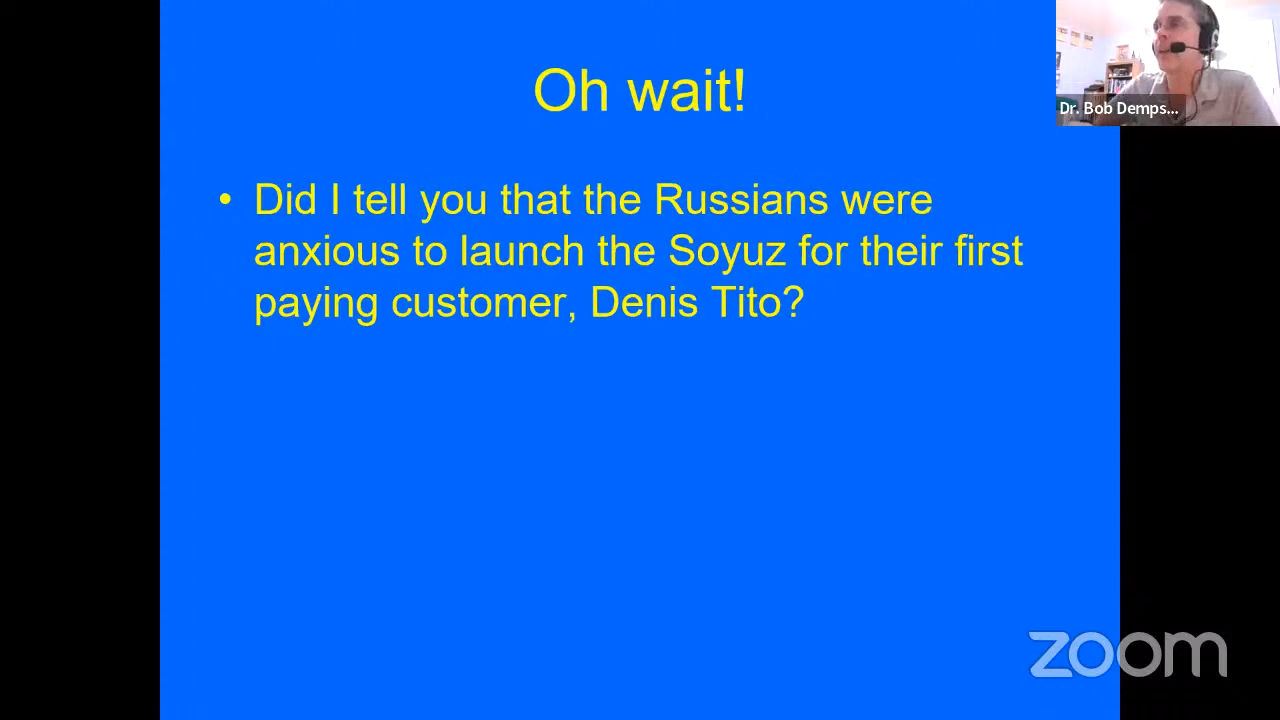 Oh wait!
Dr. Bob Demps...
• Did I tell you that the Russians were
anxious to launch the Soyuz for their first
paying customer, Denis Tito?
zoom